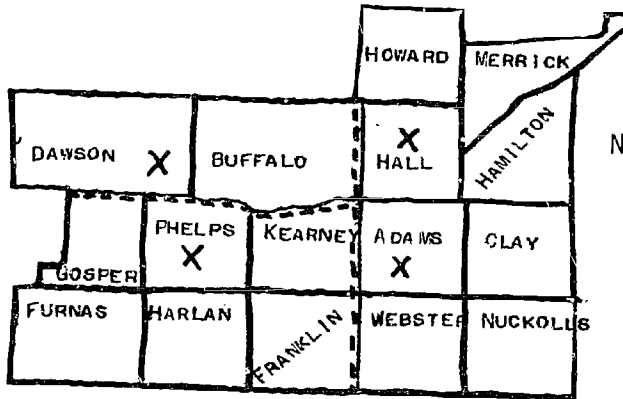 HOWARD
MERRICK
DAWSON X
BUFFALO
X
HALL
HAMILTON
N
PHELPS
X
KEARNEY
ADAMS
X
CLAY
GOSPER
FURNAS
HARLAN
FRANKLIN
WEBSTER
NUCKOLLS